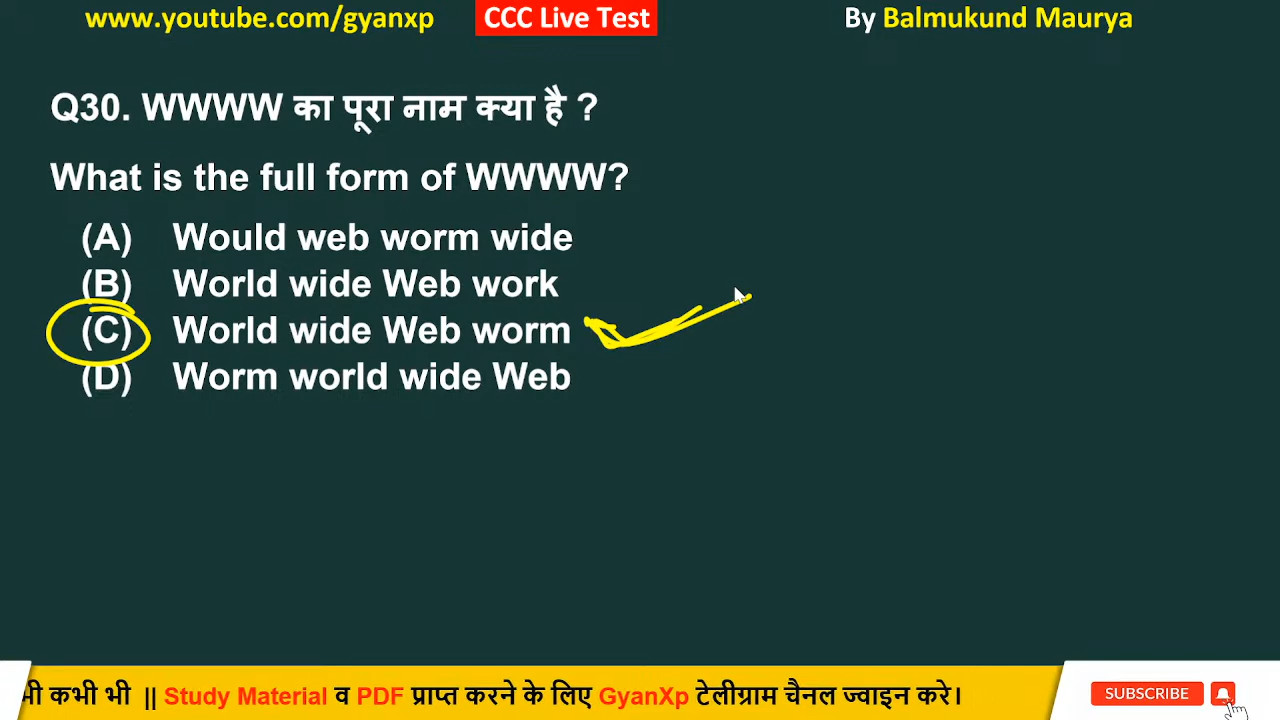 www.youtube.com/gyanxp CCC Live Test By Balmukund Maurya
Q30. WWWW का पूरा नाम क्या है ?
What is the full form of WWWW?
(A) Would web worm wide
(B) World wide Web work
(C) World wide Web worm
(D) Worm world wide Web
कभी भी || Study Material व PDF प्राप्त करने के लिए GyanXp टेलीग्राम चैनल ज्वाइन करे।
SUBSCRIBE